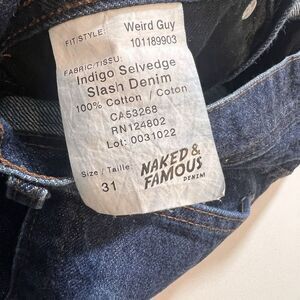 FIT/STYLE: Weird Guy
101189903
FABRIC/TISSU:
Indigo Selvedge
Slash Denim
100% Cotton / Coton
CA53268
RN124802
Lot: 0031022
Size / Taille: 31
NAKED &
FAMOUS
DENIM